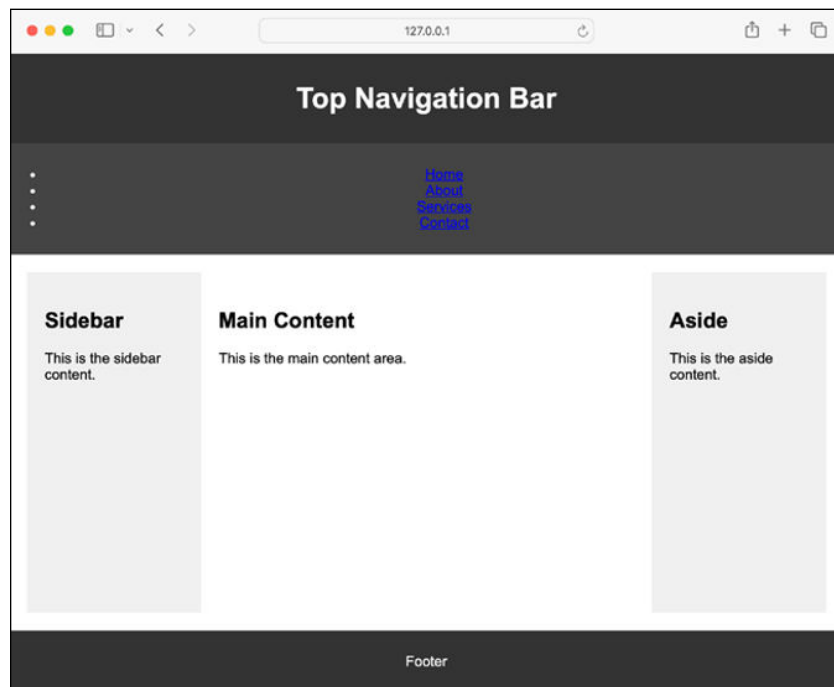 127.0.0.1
Top Navigation Bar
Home
About
Services
Contact
Sidebar
This is the sidebar
content.
Main Content
This is the main content area.
Aside
This is the aside
content.
Footer